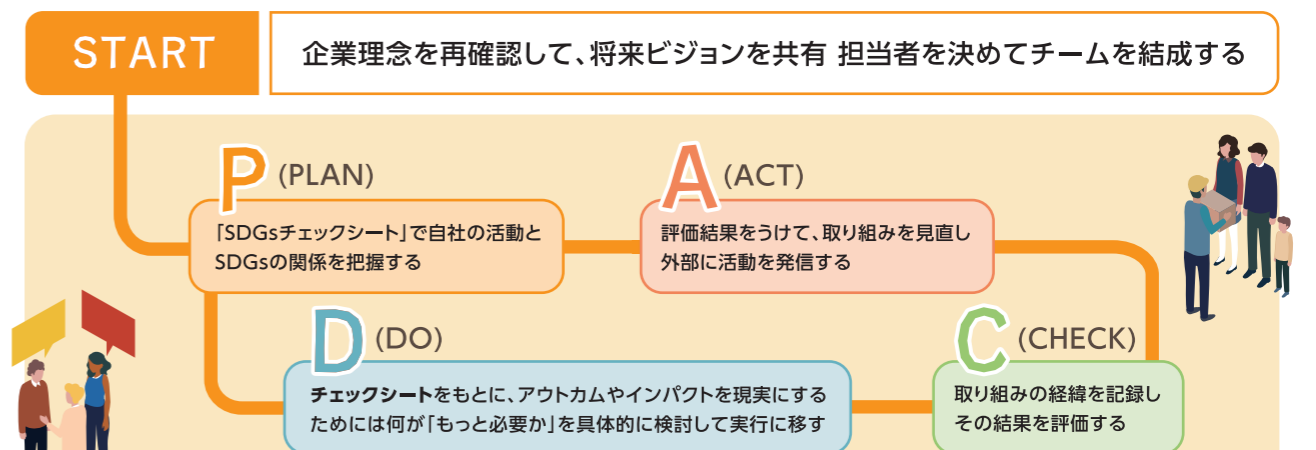 START
企業理念を再確認して、将来ビジョンを共有 担当者を決めてチームを結成する
P (PLAN)
「SDGsチェックシート」で自社の活動と
SDGsの関係を把握する
A (ACT)
評価結果をうけて、取り組みを見直し
外部に活動を発信する
D (DO)
チェックシートをもとに、アウトカムやインパクトを現実にする
ためには何が「もっと必要か」を具体的に検討して実行に移す
C (CHECK)
取り組みの経緯を記録し
その結果を評価する